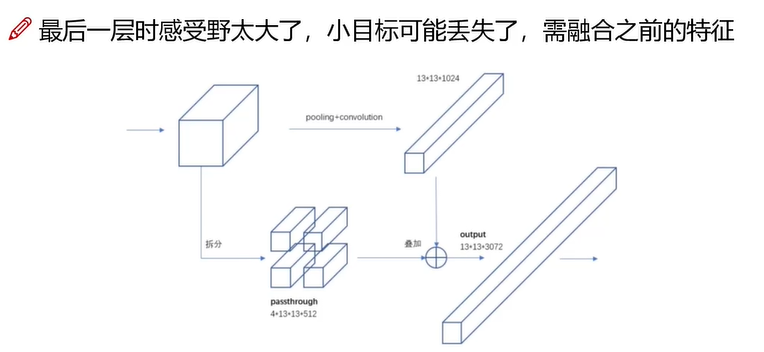 最后一层时感受野太大了，小目标可能丢失了，需融合之前的特征
13*13*1024
pooling+convolution
拆分
叠加
output
13*13*3072
passthrough
4*13*13*512